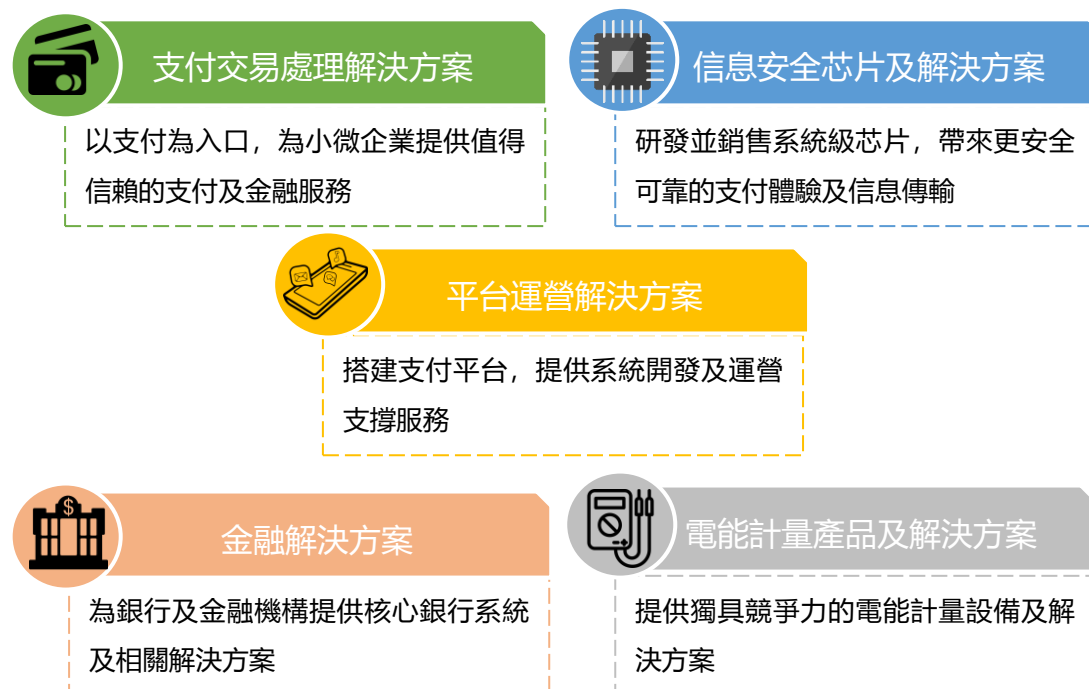 支付交易處理解決方案
以支付為入口，為小微企業提供值得
信賴的支付及金融服務
信息安全芯片及解決方案
研發並銷售系統級芯片，帶來更安全
可靠的支付體驗及信息傳輸
平台運營解決方案
搭建支付平台，提供系統開發及運營
支撐服務
金融解決方案
為銀行及金融機構提供核心銀行系統
及相關解決方案
電能計量產品及解決方案
提供獨具競爭力的電能計量設備及解
決方案